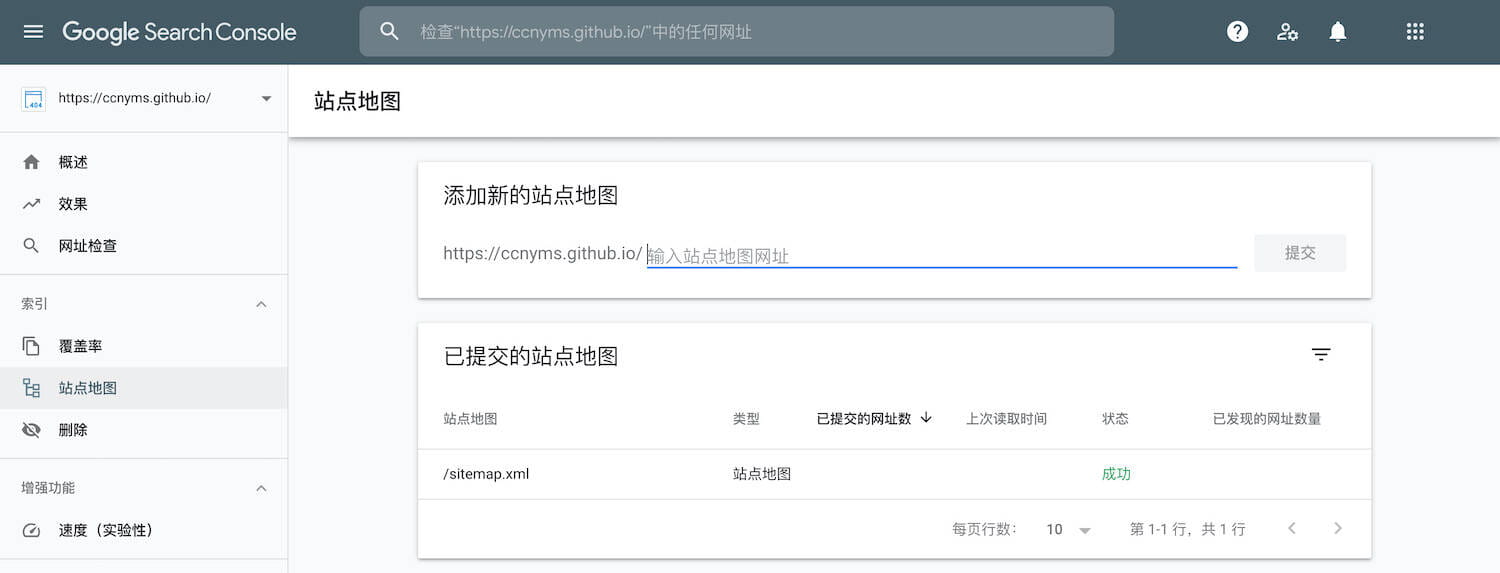 Google Search Console
检查“https://ccnyms.github.io/”中的任何网址
404
https://ccnyms.github.io/
站点地图
概述
效果
网址检查
索引
覆盖率
站点地图
删除
增强功能
速度（实验性）
添加新的站点地图
https://ccnyms.github.io/ 输入站点地图网址 提交
已提交的站点地图
站点地图 类型 已提交的网址数 上次读取时间 状态 已发现的网址数量
/sitemap.xml 站点地图 成功
每页行数： 10 第 1-1 行，共 1 行